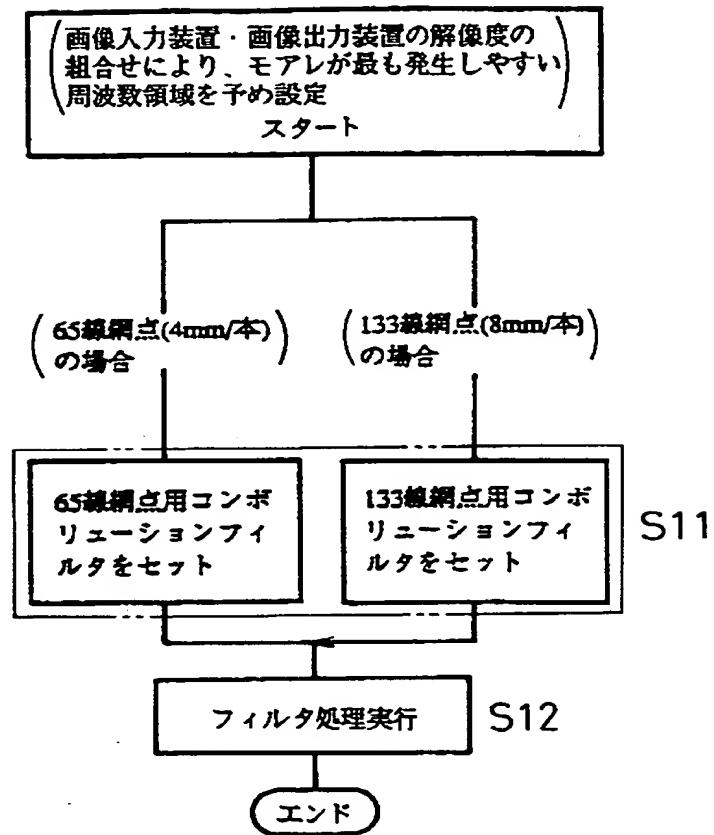 画像入力装置・画像出力装置の解像度の
組合せにより、モアレが最も発生しやすい
周波数領域を予め設定
スタート
65線網点(4mm/本)
の場合
133線網点(8mm/本)
の場合
65線網点用コンボ
リューションフィ
ルタをセット
133線網点用コンボ
リューションフィ
ルタをセット
S11
フィルタ処理実行
S12
エンド